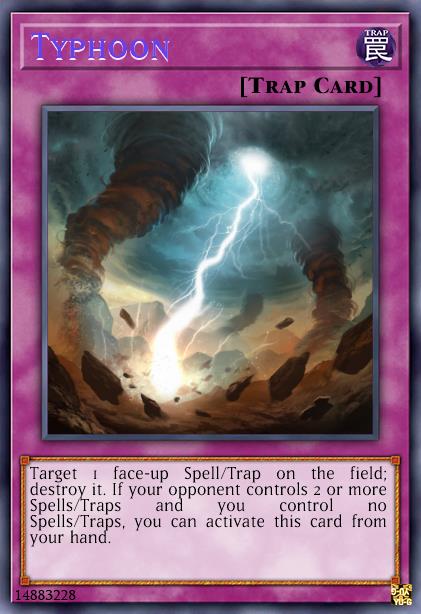 Typhoon
TRAP
罠
[Trap Card]
Target 1 face-up Spell/Trap on the field;
destroy it. If your opponent controls 2 or more
Spells/Traps and you control no
Spells/Traps, you can activate this card from
your hand.
14883228